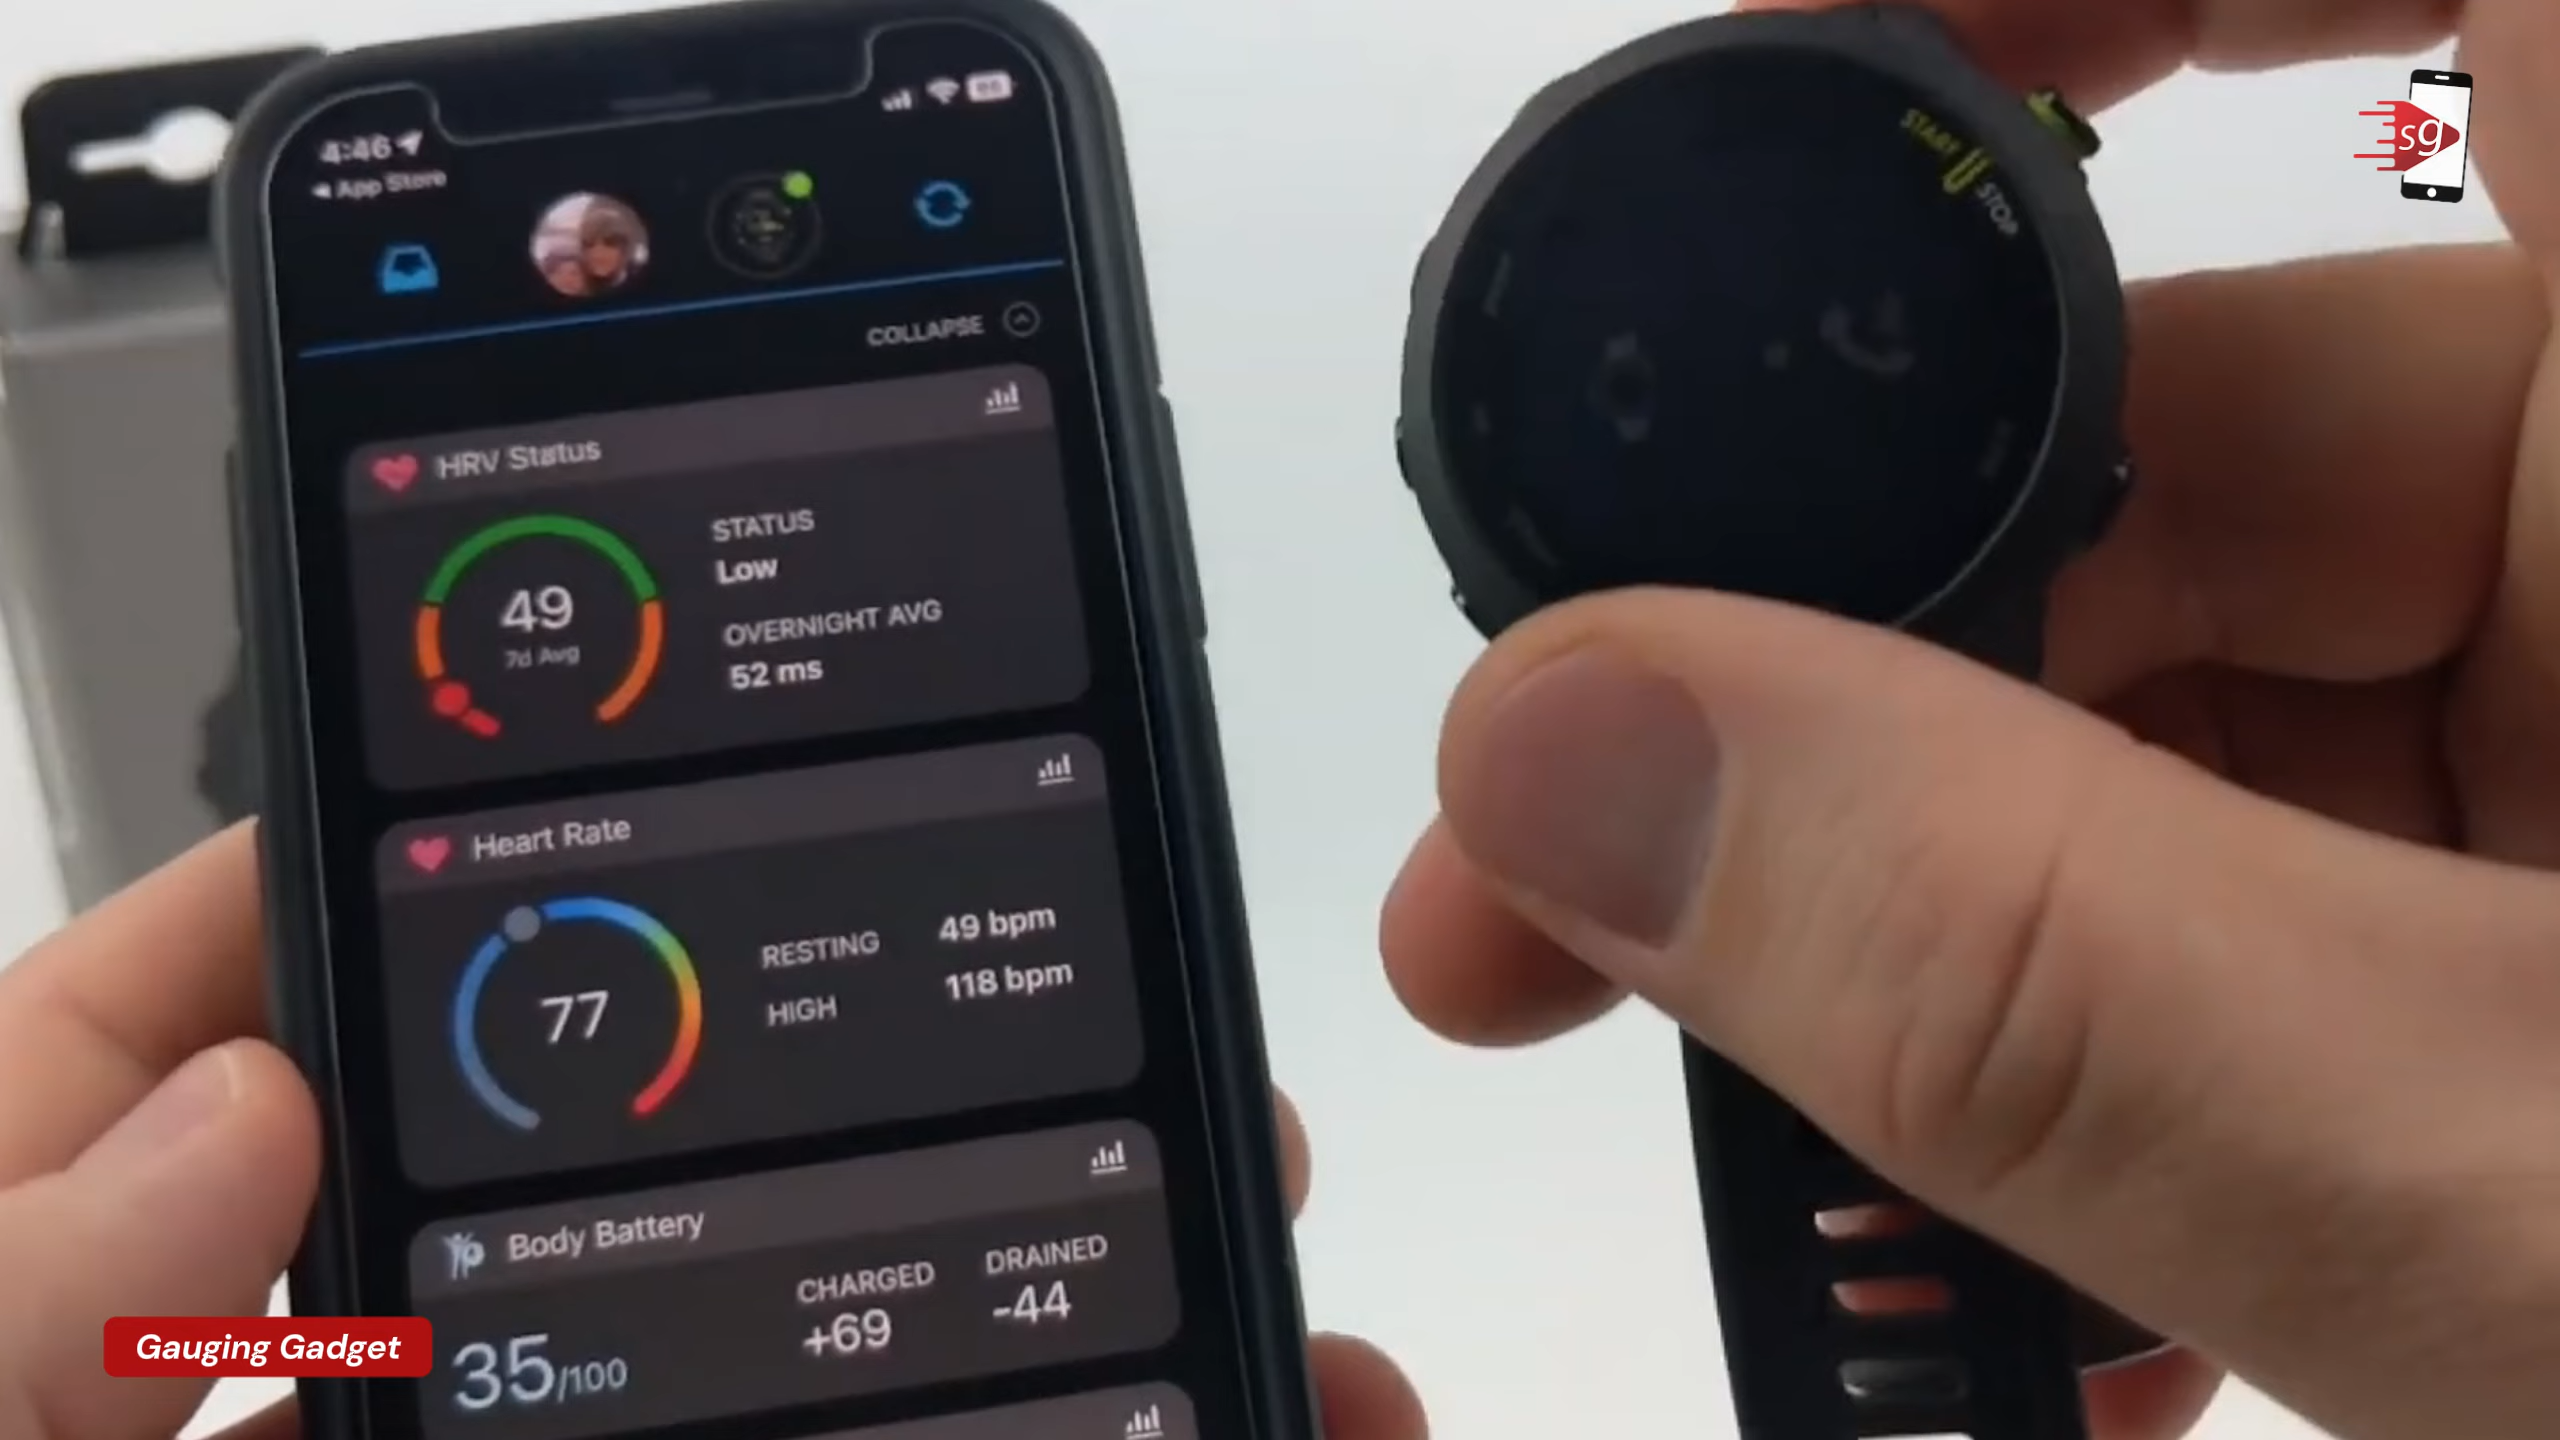 4:46
App Store
COLLAPSE
HRV Status
49
7d Avg
STATUS
Low
OVERNIGHT AVG
52 ms
Heart Rate
77
RESTING 49 bpm
HIGH 118 bpm
Body Battery
35/100
CHARGED
+69
DRAINED
-44
START
STOP
sg
Gauging Gadget